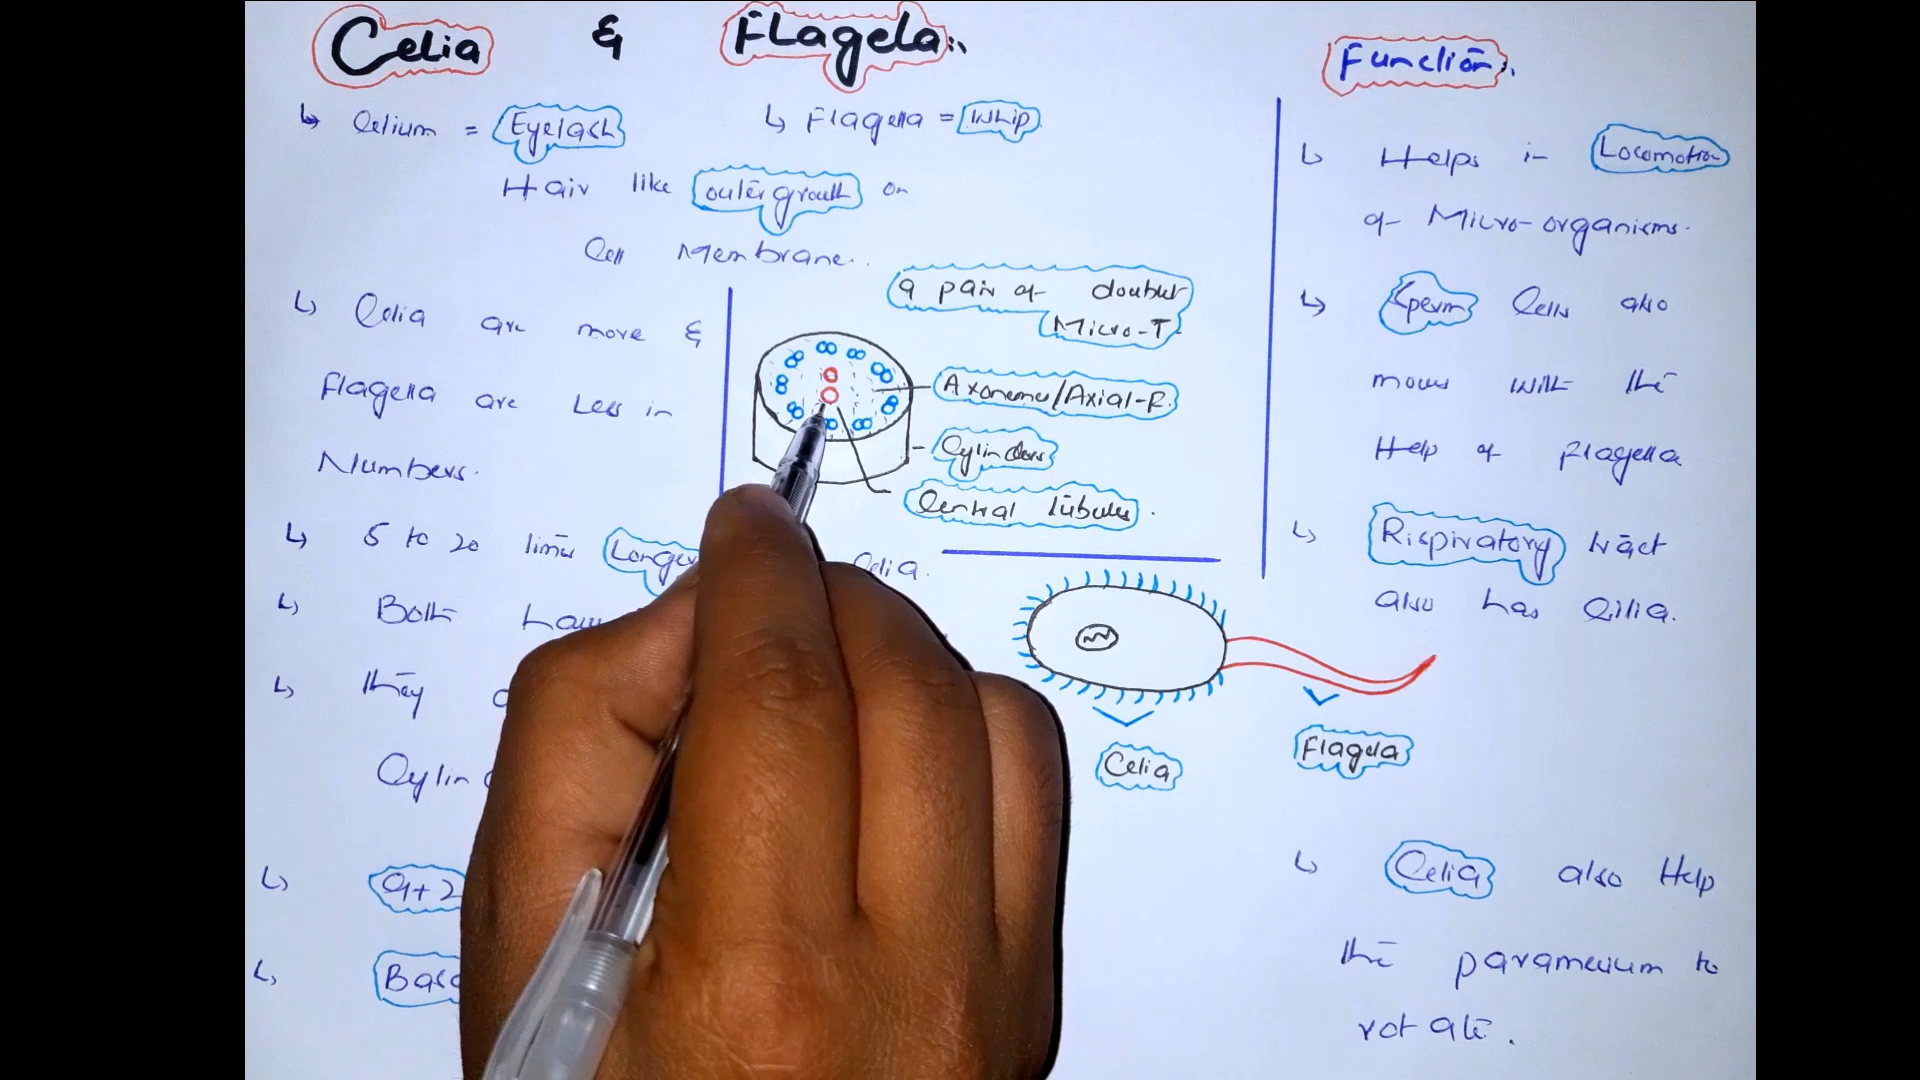 Celia & Flagela
↳ Celium = Eyelash
↳ Flagella = Whip
Hair like outer growth on
Cell Membrane.
↳ Celia are more &
Flagella are Less in
Numbers.
9 pair of doublet
Micro-T
Axoneme/Axial-F.
Cylinders
Central tubules.
↳ 5 to 20 times Longer
Celia.
↳ Both
↳ they
↳ 9+2
Celia
Flagela
Function
↳ Helps in Locomotion
of Micro-organisms.
↳ Sperm Cells also
moves with the
Help of Flagella
↳ Rispiratory tract
also has Cilia.
↳ Celia also Help
the paramecium to
rotate.